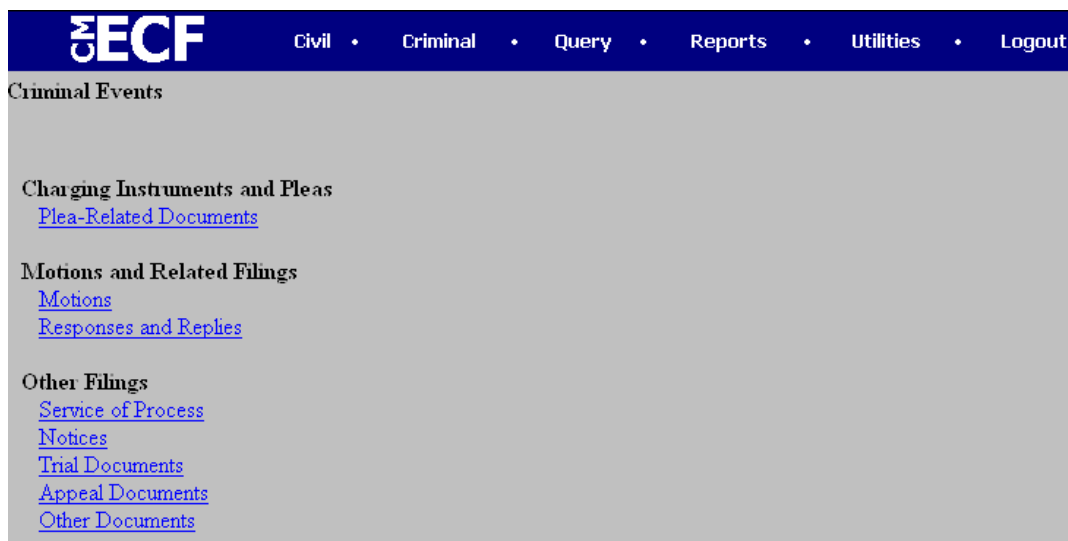 CM ECF Civil • Criminal • Query • Reports • Utilities • Logout
Criminal Events
Charging Instruments and Pleas
Plea-Related Documents
Motions and Related Filings
Motions
Responses and Replies
Other Filings
Service of Process
Notices
Trial Documents
Appeal Documents
Other Documents